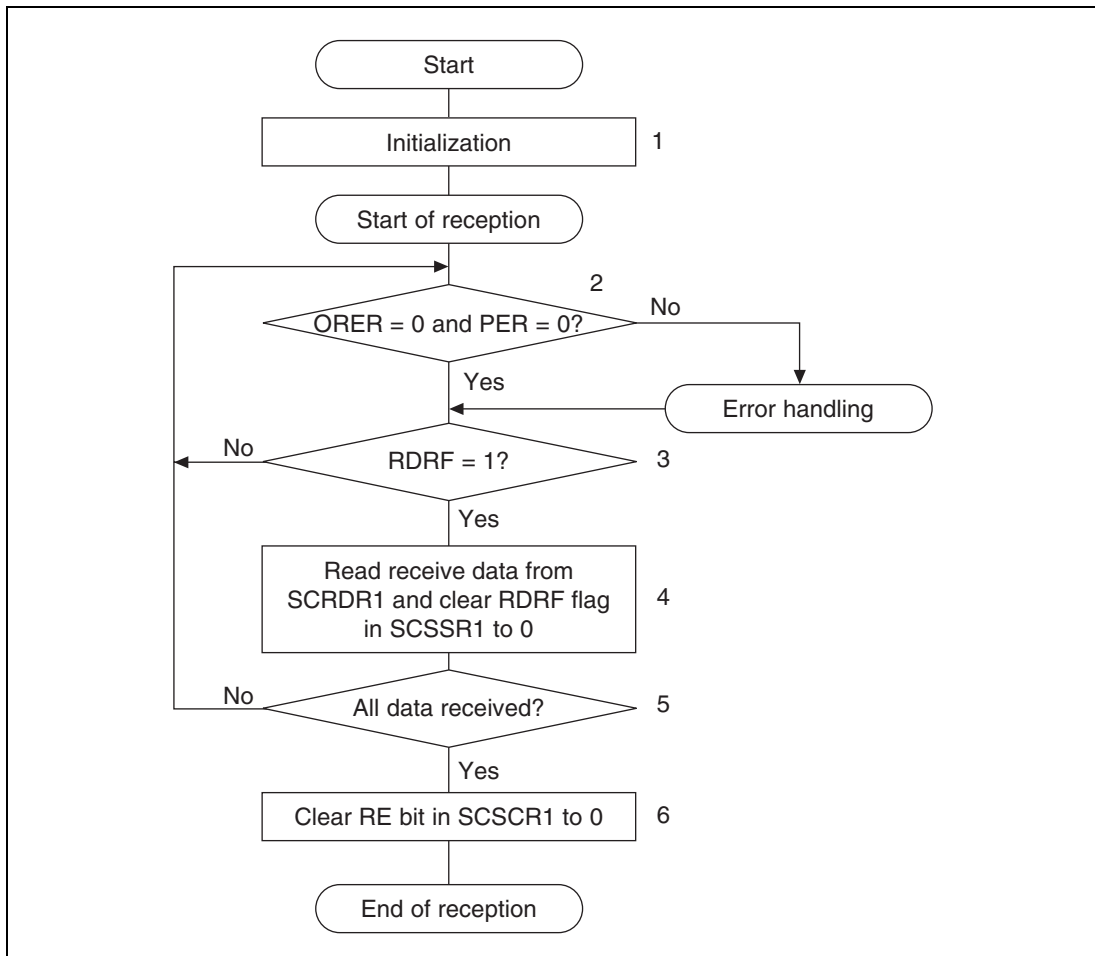 Start
Initialization
1
Start of reception
2
ORER = 0 and PER = 0?
No
Yes
Error handling
No
RDRF = 1?
3
Yes
Read receive data from
SCRDR1 and clear RDRF flag
in SCSSR1 to 0
4
No
All data received?
5
Yes
Clear RE bit in SCSCR1 to 0
6
End of reception